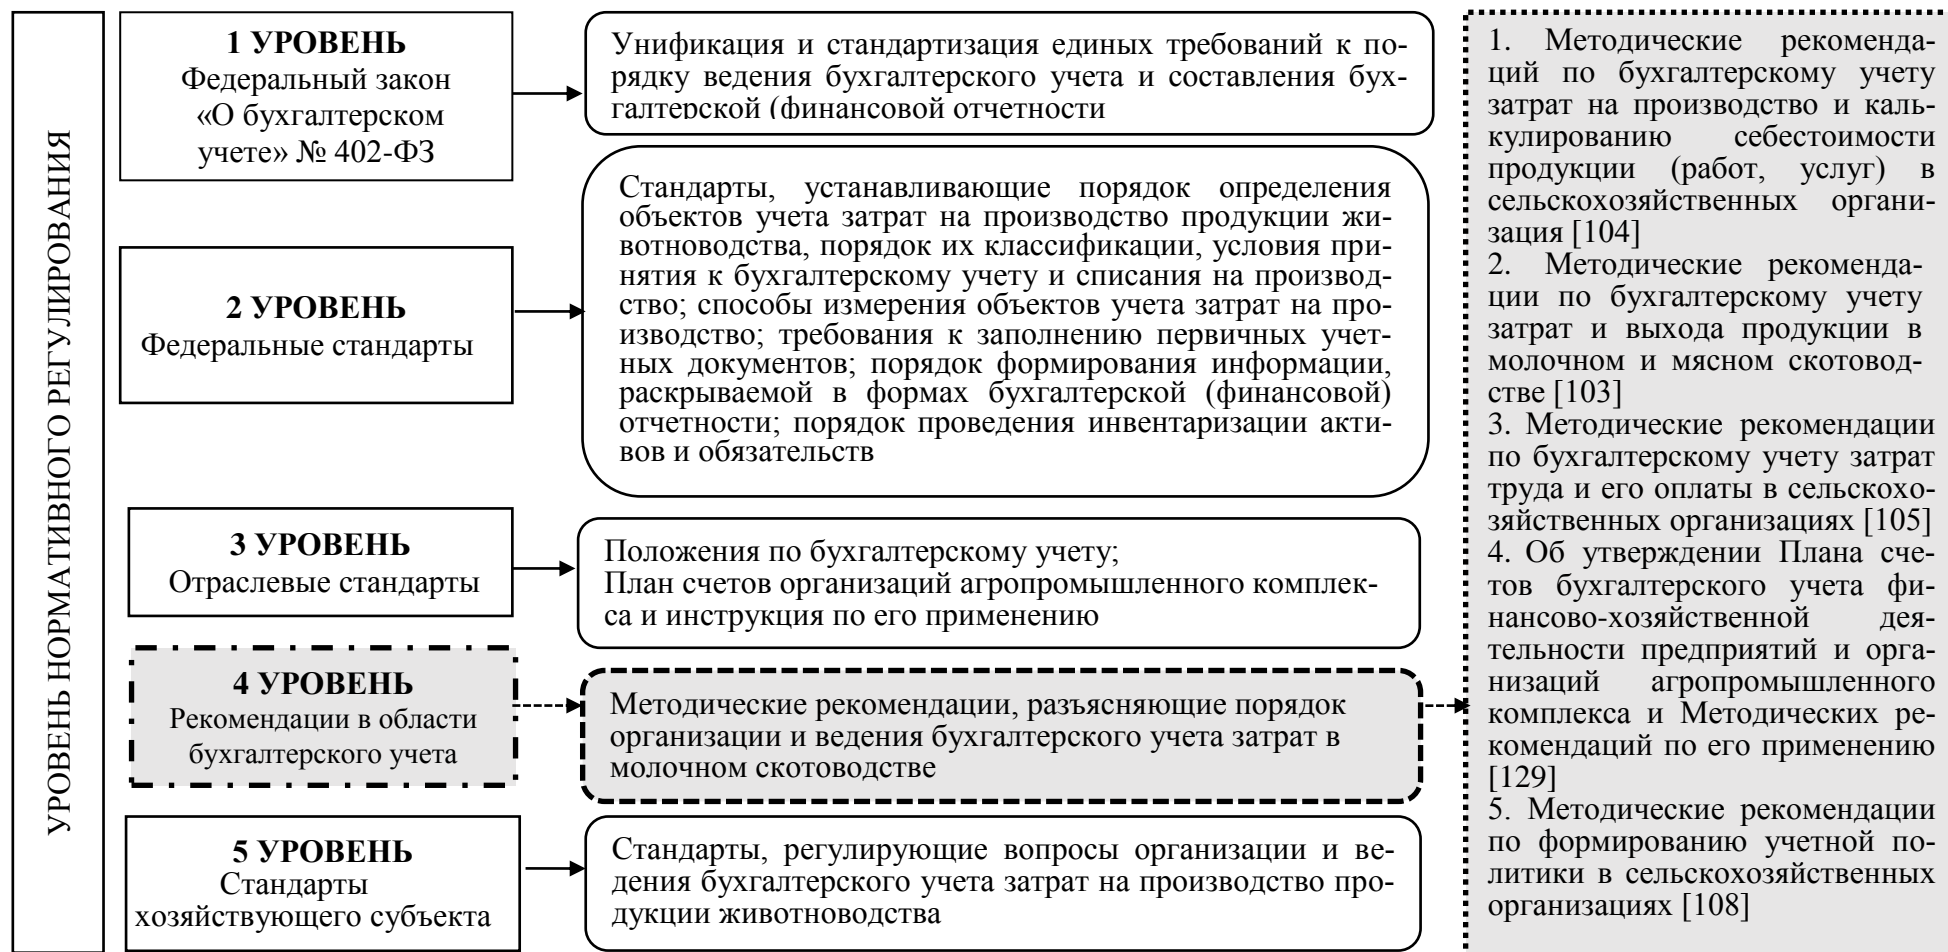 УРОВЕНЬ НОРМАТИВНОГО РЕГУЛИРОВАНИЯ
1 УРОВЕНЬ
Федеральный закон
«О бухгалтерском
учете» № 402-ФЗ
Унификация и стандартизация единых требований к по-
рядку ведения бухгалтерского учета и составления бух-
галтерской (финансовой отчетности
2 УРОВЕНЬ
Федеральные стандарты
Стандарты, устанавливающие порядок определения
объектов учета затрат на производство продукции жи-
вотноводства, порядок их классификации, условия при-
нятия к бухгалтерскому учету и списания на производ-
ство; способы измерения объектов учета затрат на про-
изводство; требования к заполнению первичных учет-
ных документов; порядок формирования информации,
раскрываемой в формах бухгалтерской (финансовой)
отчетности; порядок проведения инвентаризации акти-
вов и обязательств
3 УРОВЕНЬ
Отраслевые стандарты
Положения по бухгалтерскому учету;
План счетов организаций агропромышленного комплек-
са и инструкция по его применению
4 УРОВЕНЬ
Рекомендации в области
бухгалтерского учета
Методические рекомендации, разъясняющие порядок
организации и ведения бухгалтерского учета затрат в
молочном скотоводстве
5 УРОВЕНЬ
Стандарты
хозяйствующего субъекта
Стандарты, регулирующие вопросы организации и ве-
дения бухгалтерского учета затрат на производство про-
дукции животноводства
1. Методические рекоменда-
ций по бухгалтерскому учету
затрат на производство и каль-
кулированию себестоимости
продукции (работ, услуг) в
сельскохозяйственных органи-
зация [104]
2. Методические рекоменда-
ции по бухгалтерскому учету
затрат и выхода продукции в
молочном и мясном скотовод-
стве [103]
3. Методические рекомендации
по бухгалтерскому учету затрат
труда и его оплаты в сельскохо-
зяйственных организациях [105]
4. Об утверждении Плана сче-
тов бухгалтерского учета фи-
нансово-хозяйственной дея-
тельности предприятий и орга-
низаций агропромышленного
комплекса и Методических ре-
комендаций по его применению
[129]
5. Методические рекомендации
по формированию учетной по-
литики в сельскохозяйственных
организациях [108]